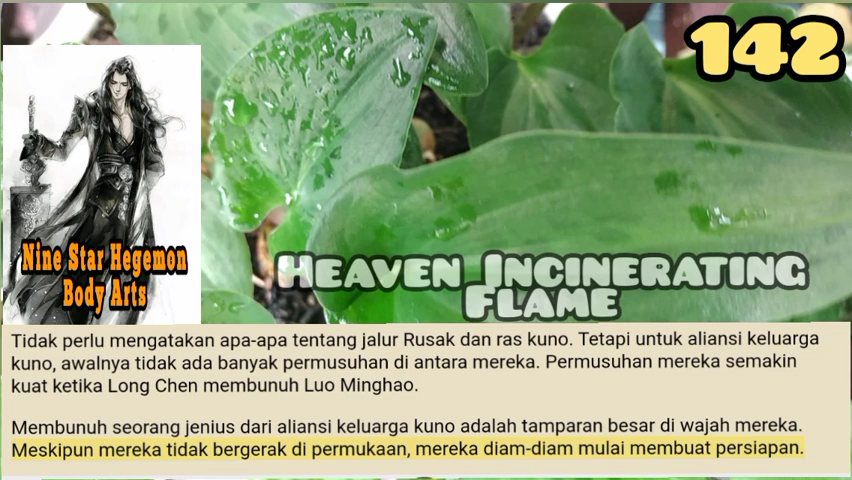 142
Nine Star Hegemon
Body Arts
Heaven Incinerating
Flame
Tidak perlu mengatakan apa-apa tentang jalur Rusak dan ras kuno. Tetapi untuk aliansi keluarga
kuno, awalnya tidak ada banyak permusuhan di antara mereka. Permusuhan mereka semakin
kuat ketika Long Chen membunuh Luo Minghao.
Membunuh seorang jenius dari aliansi keluarga kuno adalah tamparan besar di wajah mereka.
Meskipun mereka tidak bergerak di permukaan, mereka diam-diam mulai membuat persiapan.